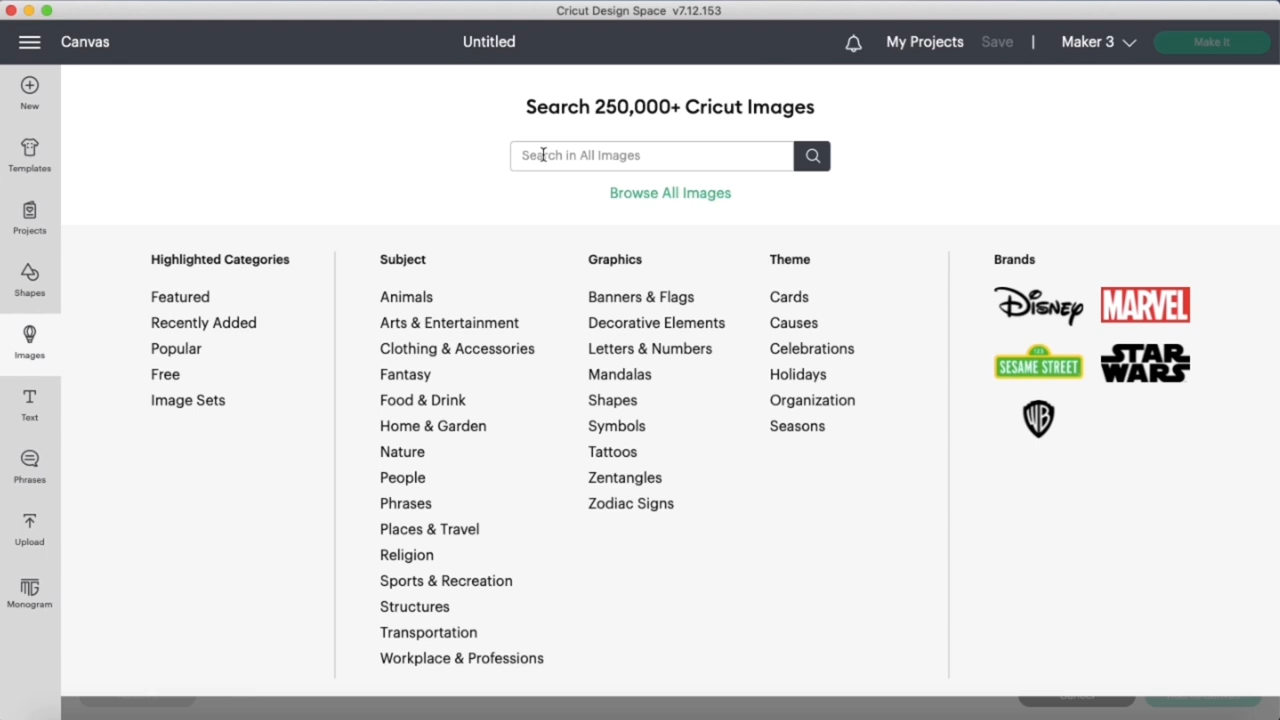 Cricut Design Space v7.12.153
Canvas
Untitled
My Projects
Save
|
Maker 3
Make It
New
Templates
Projects
Shapes
Images
Text
Phrases
Upload
Monogram
Search 250,000+ Cricut Images
Search in All Images
Browse All Images
Highlighted Categories
Featured
Recently Added
Popular
Free
Image Sets
Subject
Animals
Arts & Entertainment
Clothing & Accessories
Fantasy
Food & Drink
Home & Garden
Nature
People
Phrases
Places & Travel
Religion
Sports & Recreation
Structures
Transportation
Workplace & Professions
Graphics
Banners & Flags
Decorative Elements
Letters & Numbers
Mandalas
Shapes
Symbols
Tattoos
Zentangles
Zodiac Signs
Theme
Cards
Causes
Celebrations
Holidays
Organization
Seasons
Brands
Disney
MARVEL
123
SESAME STREET
STAR
WARS
WB